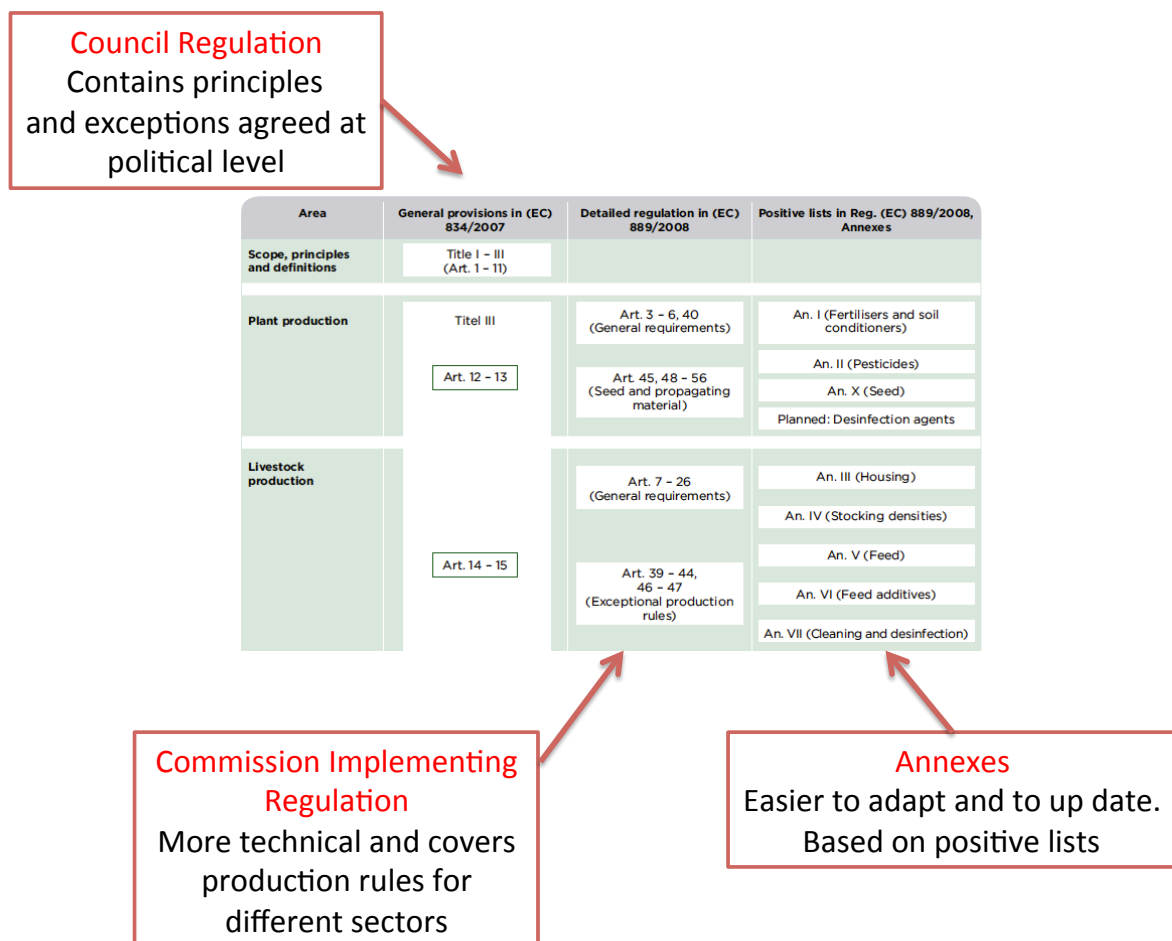 Council Regulation
Contains principles
and exceptions agreed at
political level
Area
General provisions in (EC)
834/2007
Detailed regulation in (EC)
889/2008
Positive lists in Reg. (EC) 889/2008,
Annexes
Scope, principles
and definitions
Title I – III
(Art. 1 – 11)
Plant production
Titel III
Art. 12 – 13
Art. 3 – 6, 40
(General requirements)
Art. 45, 48 – 56
(Seed and propagating
material)
An. I (Fertilisers and soil
conditioners)
An. II (Pesticides)
An. X (Seed)
Planned: Desinfection agents
Livestock
production
Art. 14 – 15
Art. 7 – 26
(General requirements)
Art. 39 – 44,
46 – 47
(Exceptional production
rules)
An. III (Housing)
An. IV (Stocking densities)
An. V (Feed)
An. VI (Feed additives)
An. VII (Cleaning and desinfection)
Commission Implementing
Regulation
More technical and covers
production rules for
different sectors
Annexes
Easier to adapt and to up date.
Based on positive lists